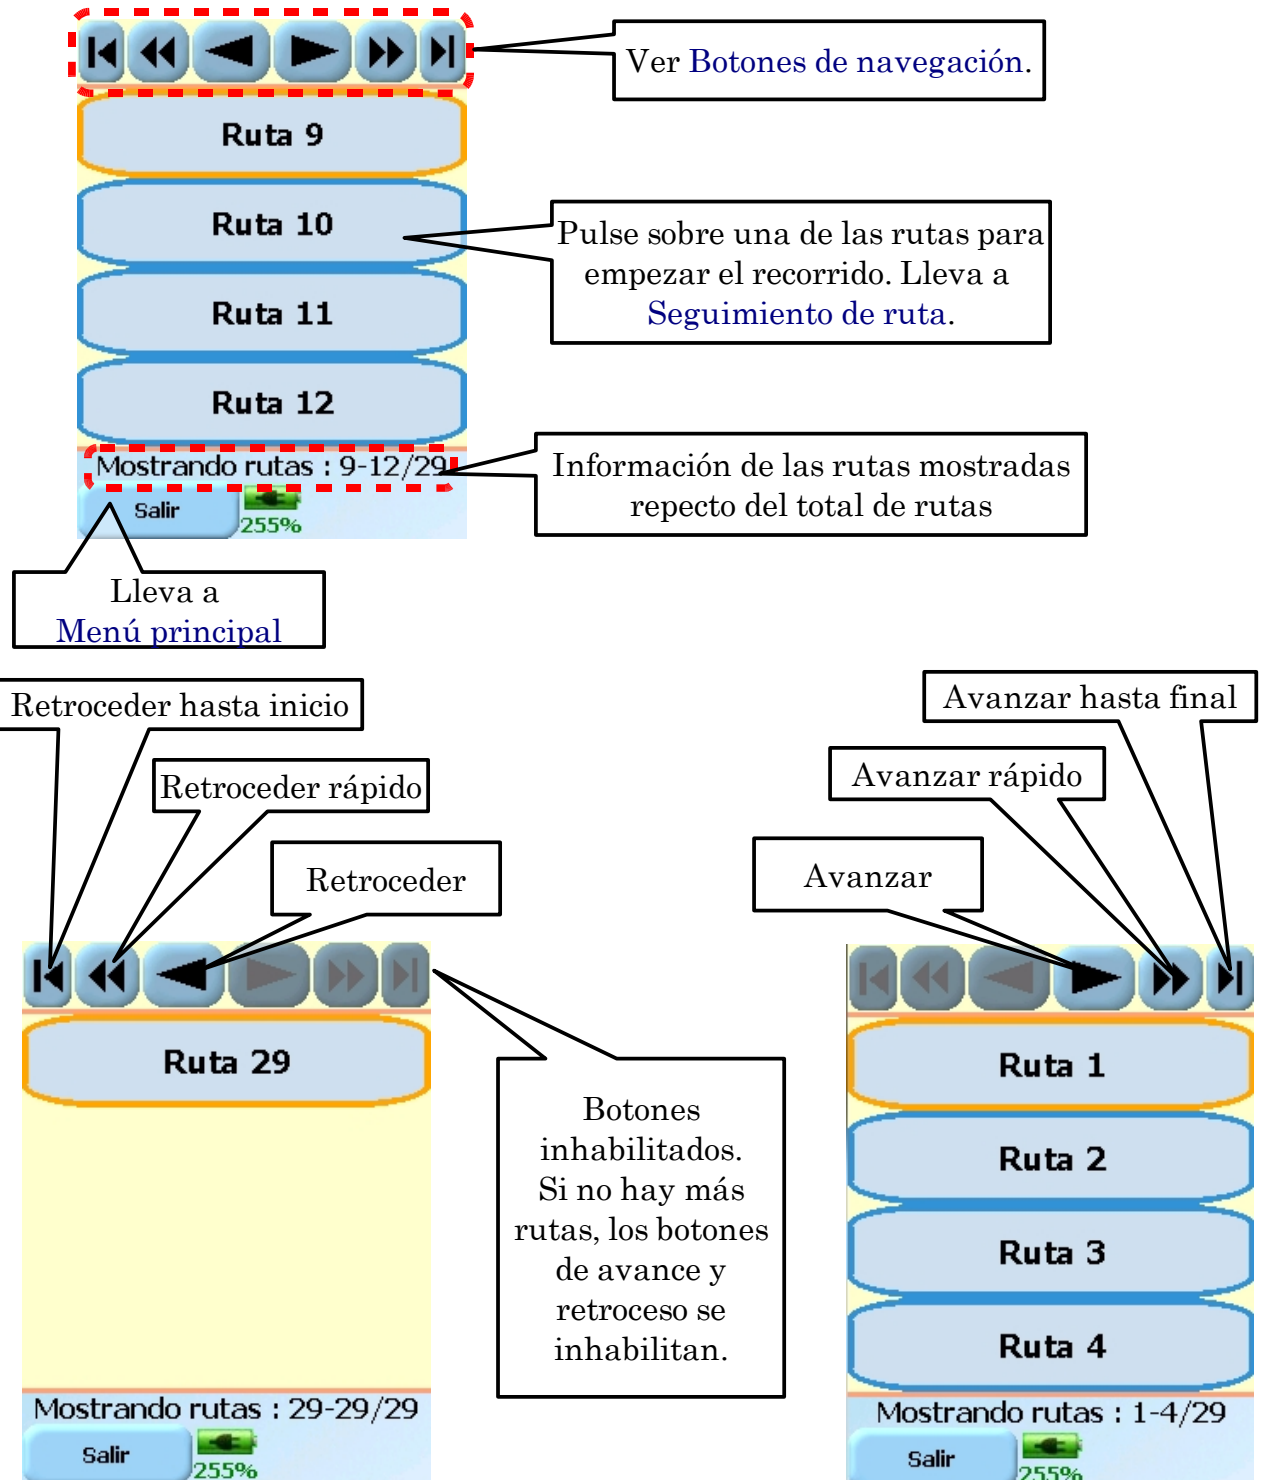 Ver Botones de navegación.
Ruta 9
Ruta 10
Pulse sobre una de las rutas para
empezar el recorrido. Lleva a
Seguimiento de ruta.
Ruta 11
Ruta 12
Mostrando rutas : 9-12/29
Información de las rutas mostradas
repecto del total de rutas
Salir
255%
Lleva a
Menú principal
Retroceder hasta inicio
Retroceder rápido
Retroceder
Avanzar hasta final
Avanzar rápido
Avanzar
Ruta 29
Botones
inhabilitados.
Si no hay más
rutas, los botones
de avance y
retroceso se
inhabilitan.
Mostrando rutas : 29-29/29
Salir
255%
Ruta 1
Ruta 2
Ruta 3
Ruta 4
Mostrando rutas : 1-4/29
Salir
255%